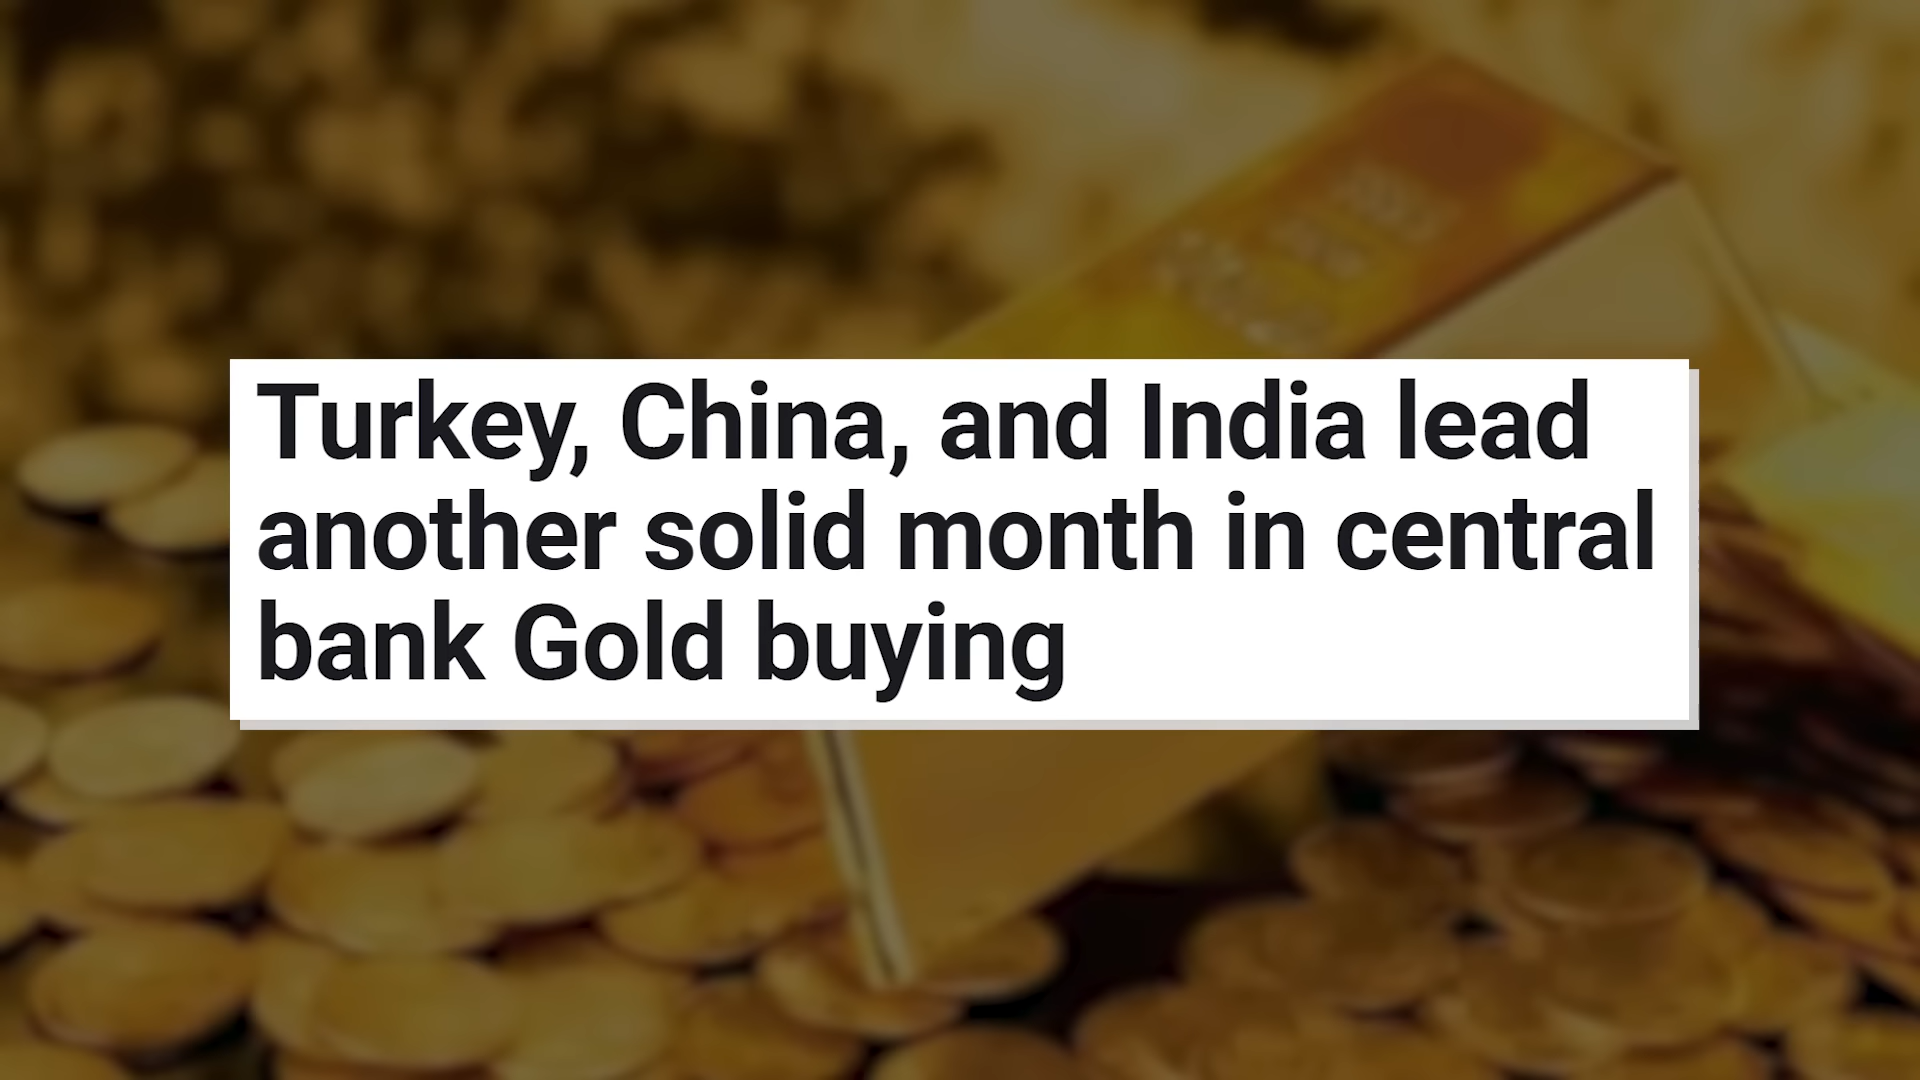 Turkey, China, and India lead
another solid month in central
bank Gold buying